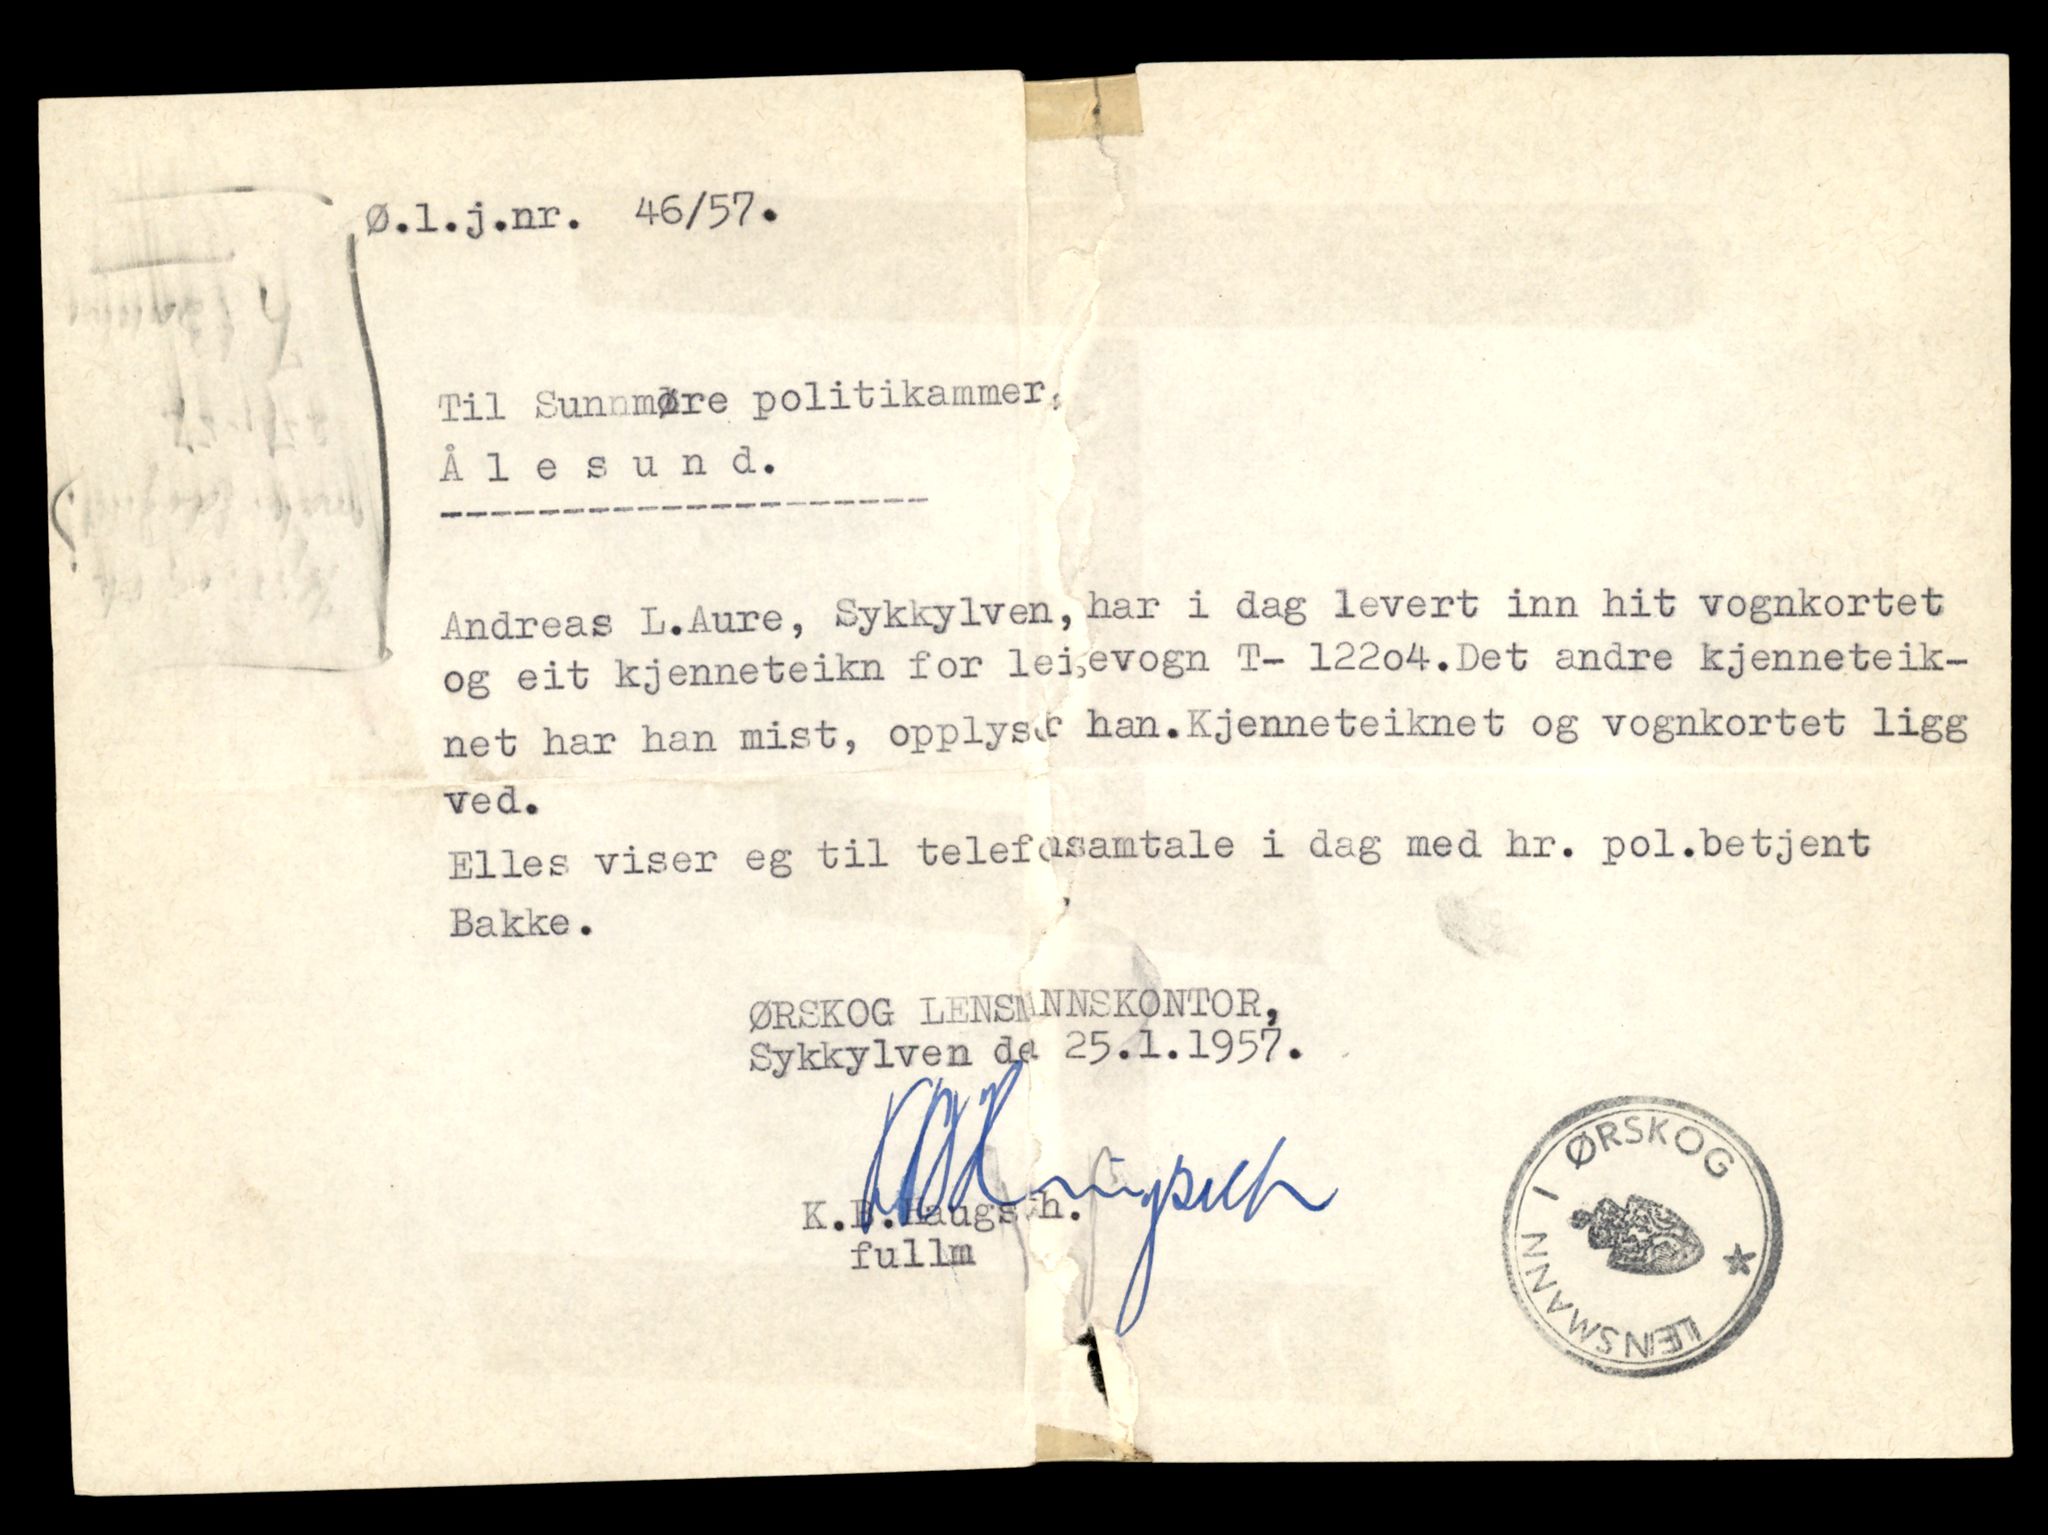 Ø.l.j.nr. 46/57.
Til Sunnmøre politikammer,
Å l e s u n d.
--------------------
Andreas L.Aure, Sykkylven, har i dag levert inn hit vognkortet
og eit kjenneteikn for leigevogn T- 122o4.Det andre kjenneteik-
net har han mist, opplyser han.Kjenneteiknet og vognkortet ligg
ved.
Elles viser eg til telefonsamtale i dag med hr. pol.betjent
Bakke.
ØRSKOG LENSMANNSKONTOR,
Sykkylven den 25.1.1957.
fullm
LENSMANN I ØRSKOG